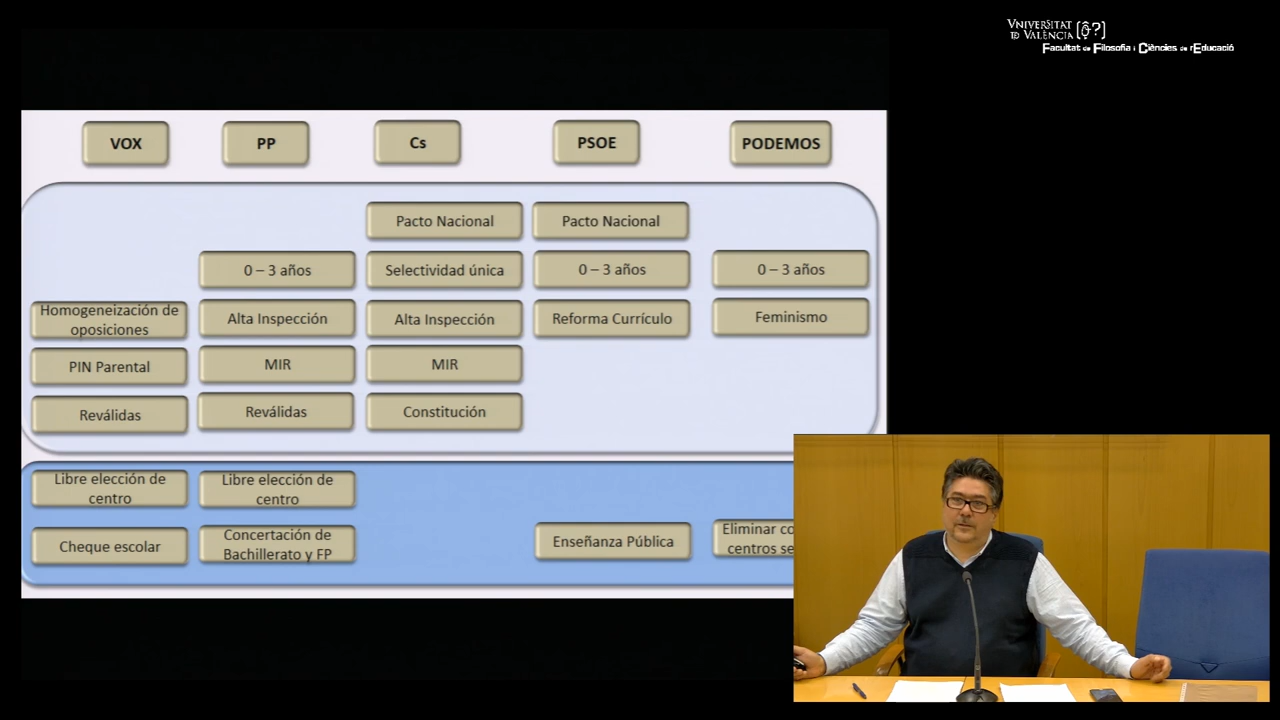 VNIVERSITAT
D VALÈNCIA
Facultat de Filosofia i Ciències de l'Educació
VOX
PP
Cs
PSOE
PODEMOS
Pacto Nacional
Pacto Nacional
0 – 3 años
Selectividad única
0 – 3 años
0 – 3 años
Homogeneización de
oposiciones
Alta Inspección
Alta Inspección
Reforma Currículo
Feminismo
PIN Parental
MIR
MIR
Reválidas
Reválidas
Constitución
Libre elección de
centro
Libre elección de
centro
Cheque escolar
Concertación de
Bachillerato y FP
Enseñanza Pública
Eliminar
centros